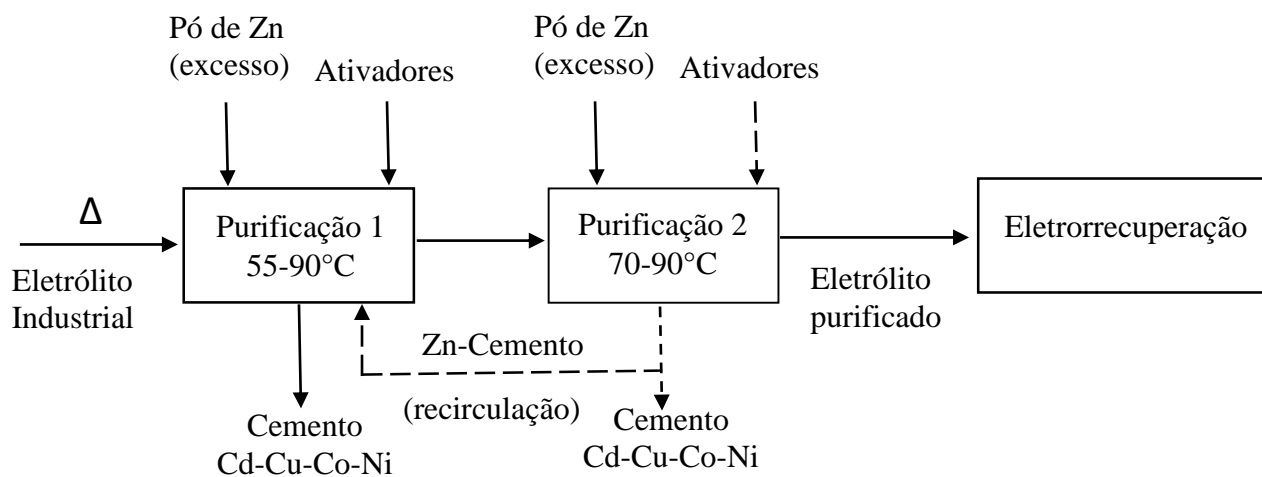 Pó de Zn
(excesso)
Ativadores
Pó de Zn
(excesso)
Ativadores
Δ
Eletrólito
Industrial
Purificação 1
55-90°C
Purificação 2
70-90°C
Eletrólito
purificado
Eletrorrecuperação
Zn-Cemento
(recirculação)
Cemento
Cd-Cu-Co-Ni
Cemento
Cd-Cu-Co-Ni